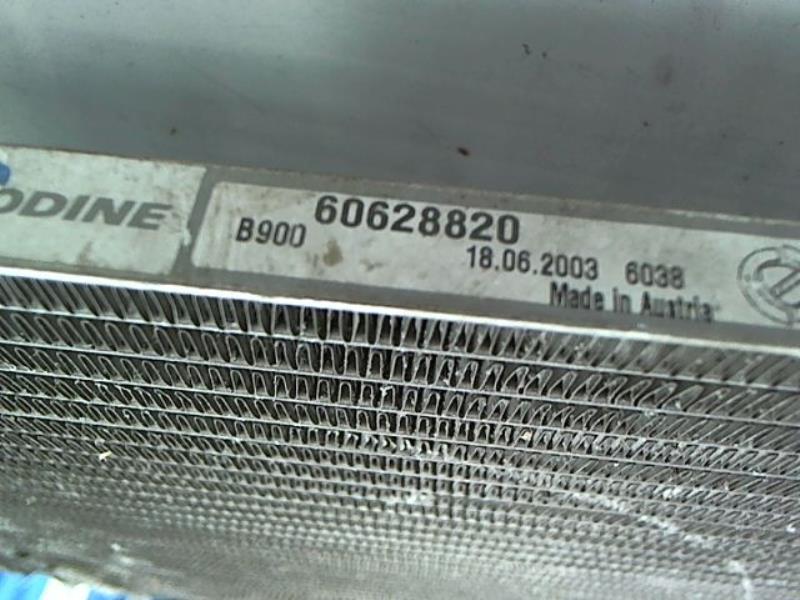 ODINE
60628820
B900
18.06.2003 6038
Made in Austria